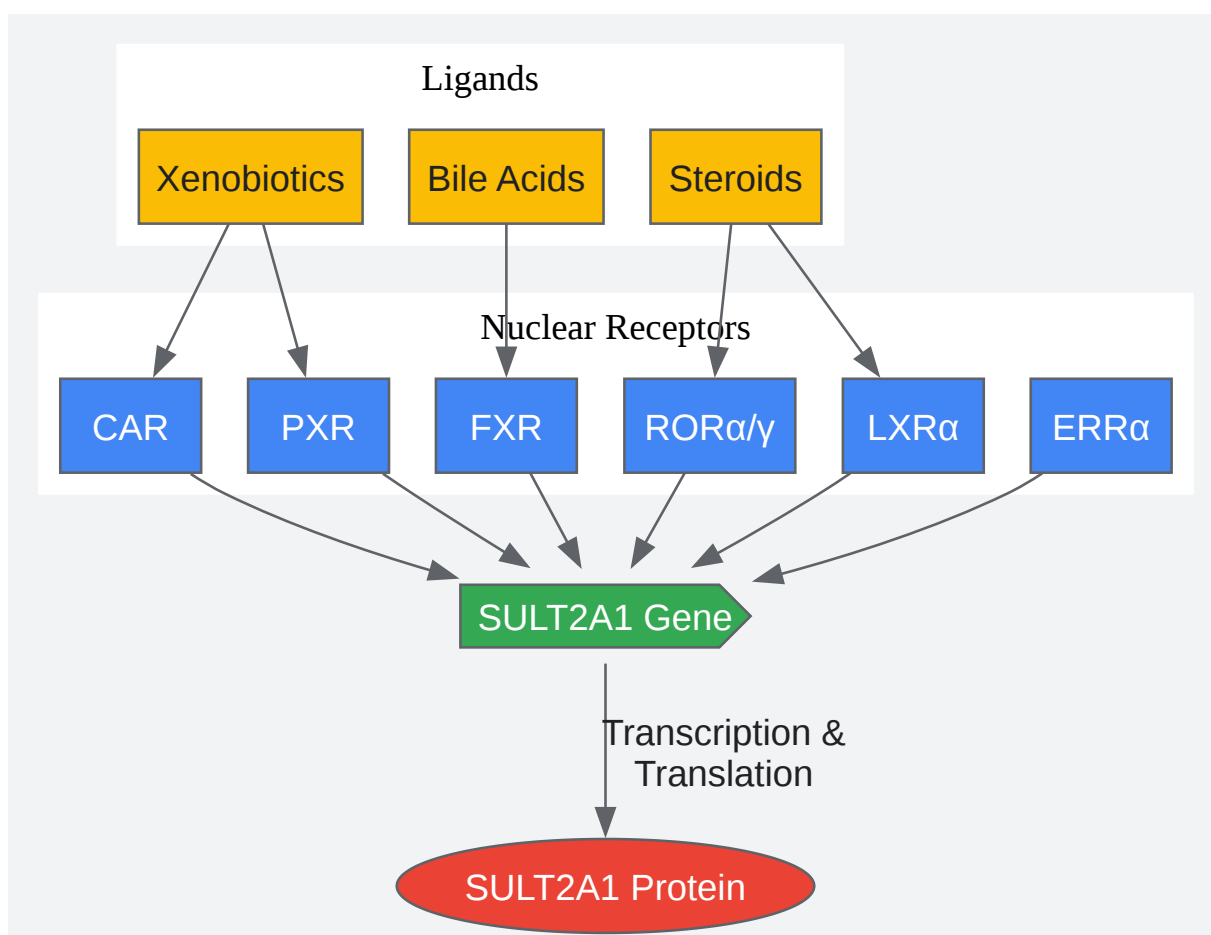 Ligands
Xenobiotics
Bile Acids
Steroids
Nuclear Receptors
CAR
PXR
FXR
RORα/γ
LXRα
ERRα
SULT2A1 Gene
Transcription &
Translation
SULT2A1 Protein